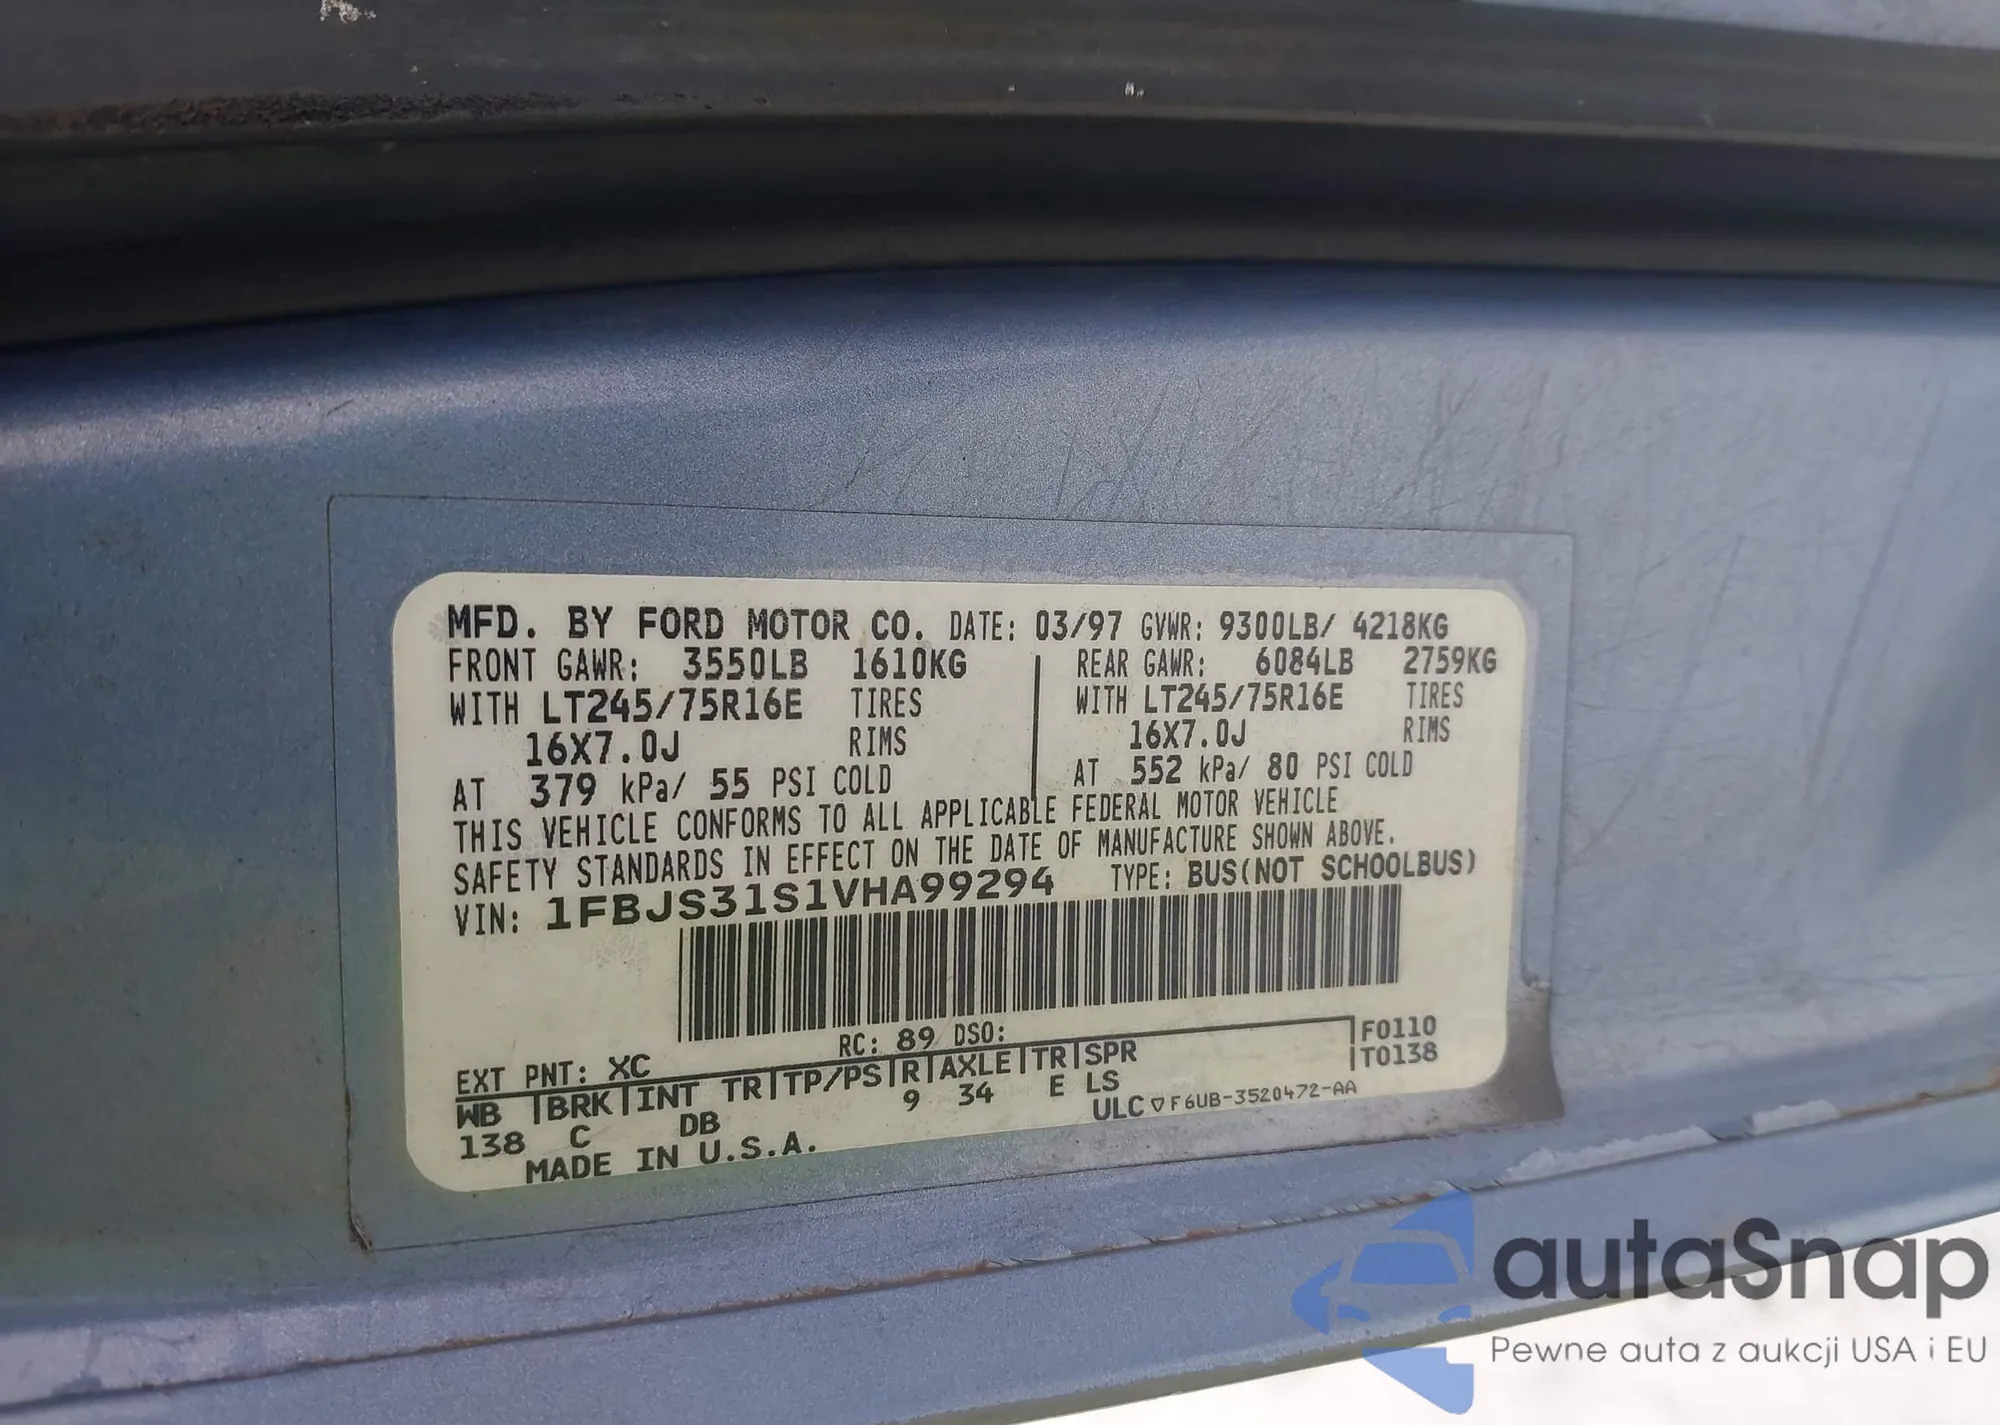 MFD. BY FORD MOTOR CO. DATE: 03/97 GVWR: 9300LB/ 4218KG
FRONT GAWR: 3550LB 1610KG REAR GAWR: 6084LB 2759KG
WITH LT245/75R16E TIRES WITH LT245/75R16E TIRES
16X7.0J RIMS 16X7.0J RIMS
AT 379 kPa/ 55 PSI COLD AT 552 kPa/ 80 PSI COLD
THIS VEHICLE CONFORMS TO ALL APPLICABLE FEDERAL MOTOR VEHICLE
SAFETY STANDARDS IN EFFECT ON THE DATE OF MANUFACTURE SHOWN ABOVE.
VIN: 1FBJS31S1VHA99294 TYPE: BUS(NOT SCHOOLBUS)
EXT PNT: XC RC: 89 DSO: F0110
WB BRK INT TR TP/PS R AXLE TR SPR T0138
138 C DB 9 34 E LS
MADE IN U.S.A. ULC ▽ F6UB-3520472-AA
autaSnap
Pewne auta z aukcji USA i EU